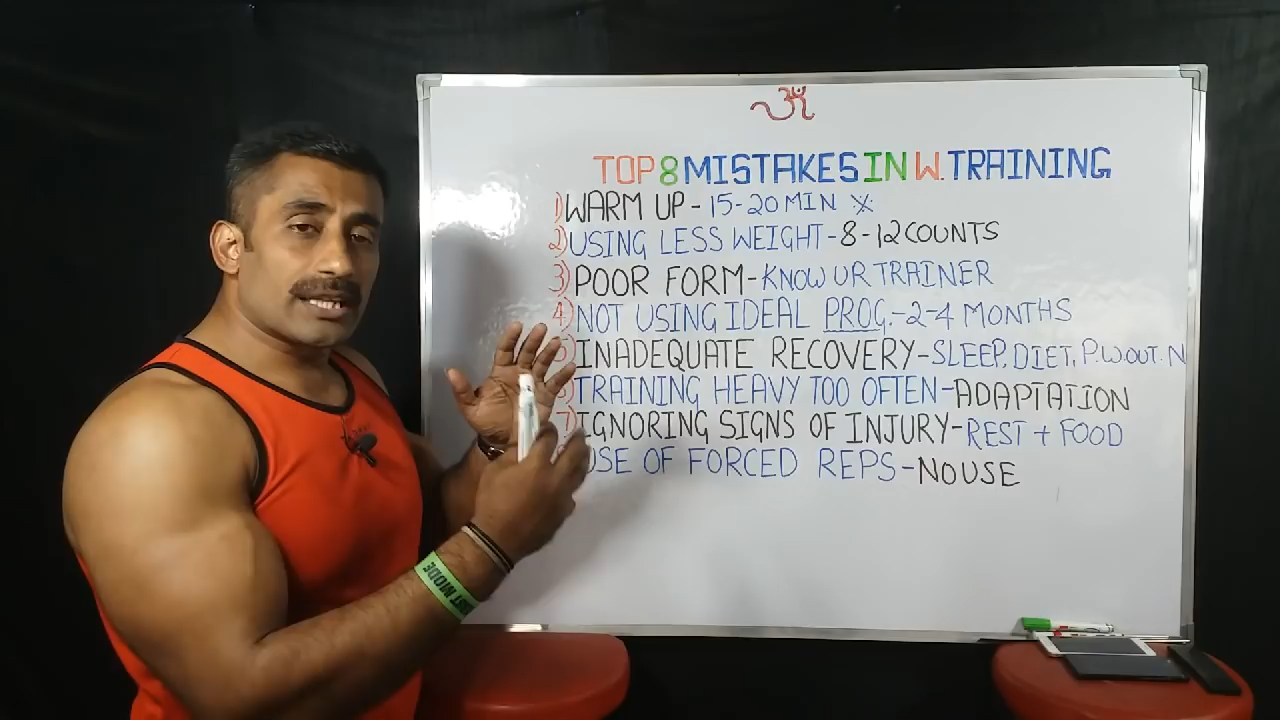 ॐ
TOP 8 MISTAKES IN W. TRAINING
1) WARM UP - 15-20 MIN ※
2) USING LESS WEIGHT - 8-12 COUNTS
3) POOR FORM - KNOW UR TRAINER
4) NOT USING IDEAL PROG. - 2-4 MONTHS
) INADEQUATE RECOVERY - SLEEP, DIET, P.W.OUT. N
) TRAINING HEAVY TOO OFTEN - ADAPTATION
7) IGNORING SIGNS OF INJURY - REST + FOOD
USE OF FORCED REPS - NO USE
MODE